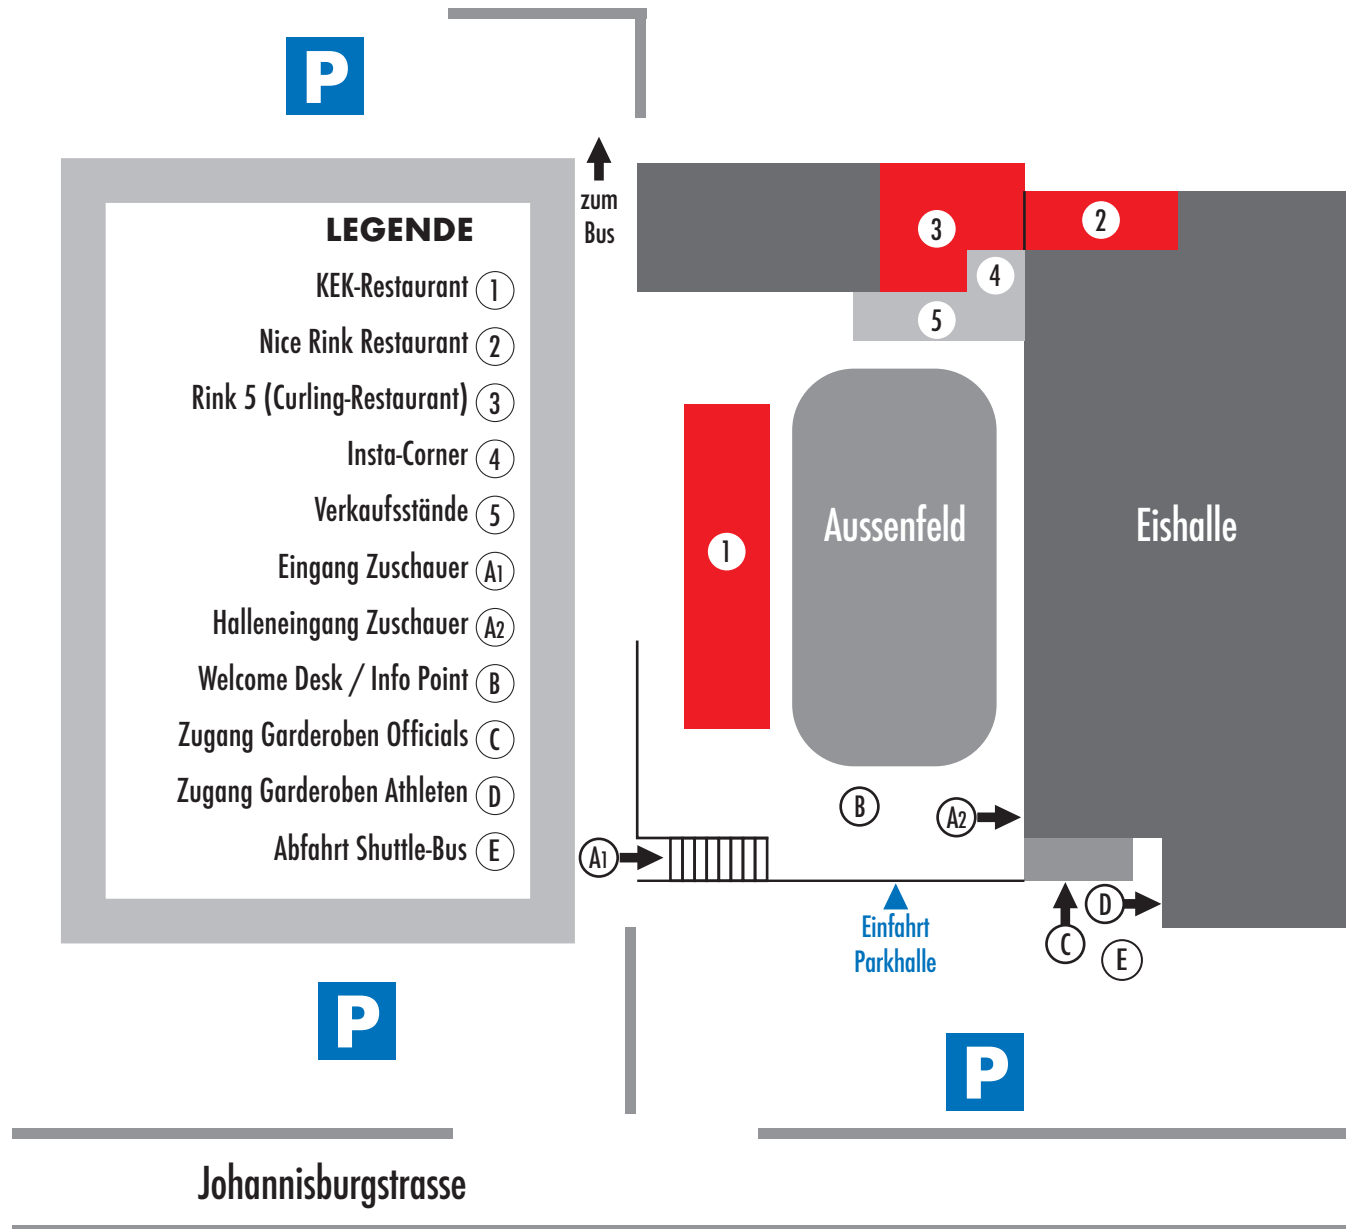 P
zum
Bus
LEGENDE
KEK-Restaurant 1
Nice Rink Restaurant 2
Rink 5 (Curling-Restaurant) 3
Insta-Corner 4
Verkaufsstände 5
Eingang Zuschauer A1
Halleneingang Zuschauer A2
Welcome Desk / Info Point B
Zugang Garderoben Officials C
Zugang Garderoben Athleten D
Abfahrt Shuttle-Bus E
3
2
4
5
1
Aussenfeld
Eishalle
B
A2
A1
D
Einfahrt
Parkhalle
C
E
P
P
Johannisburgstrasse